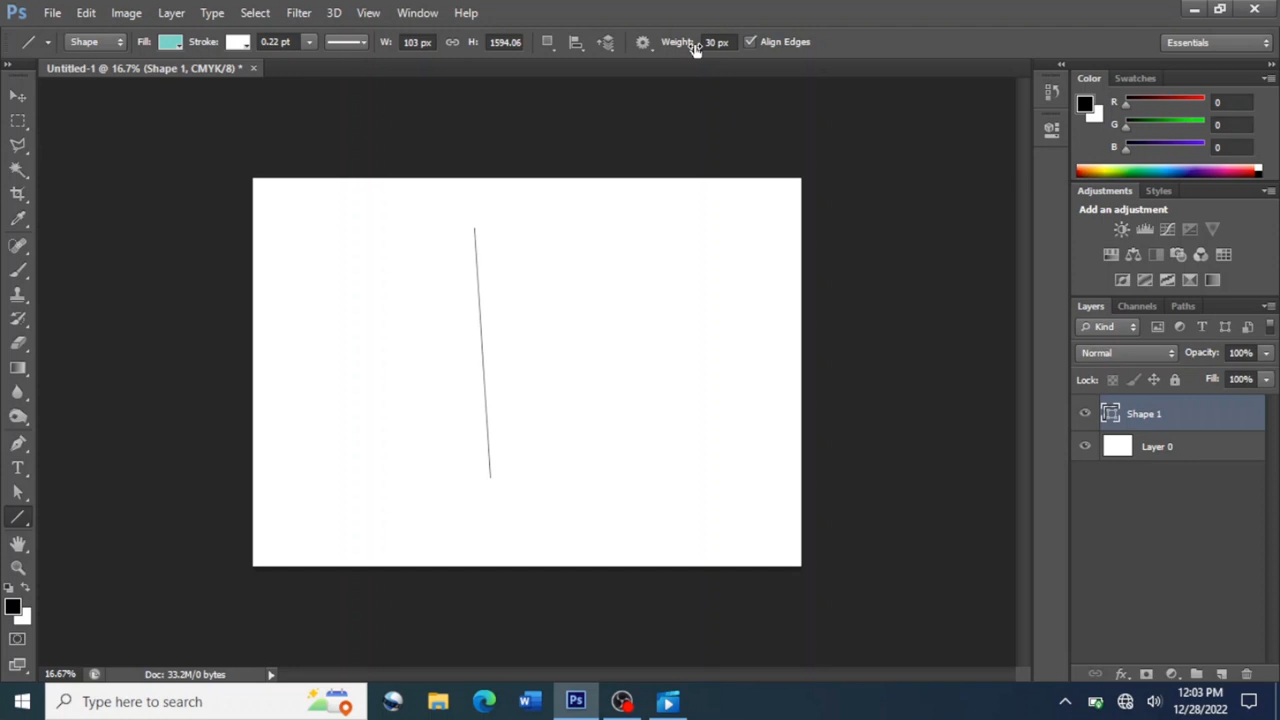 Ps File Edit Image Layer Type Select Filter 3D View Window Help
Shape Fill: Stroke: 0.22 pt W: 103 px H: 1594.06 Weight: 30 px Align Edges Essentials
Untitled-1 @ 16.7% (Shape 1, CMYK/8) * ×
Color Swatches
R 0
G 0
B 0
Adjustments Styles
Add an adjustment
Layers Channels Paths
Kind
Normal Opacity: 100%
Lock: Fill: 100%
Shape 1
Layer 0
16.67% Doc: 33.2M/0 bytes
Type here to search
12:03 PM
12/28/2022